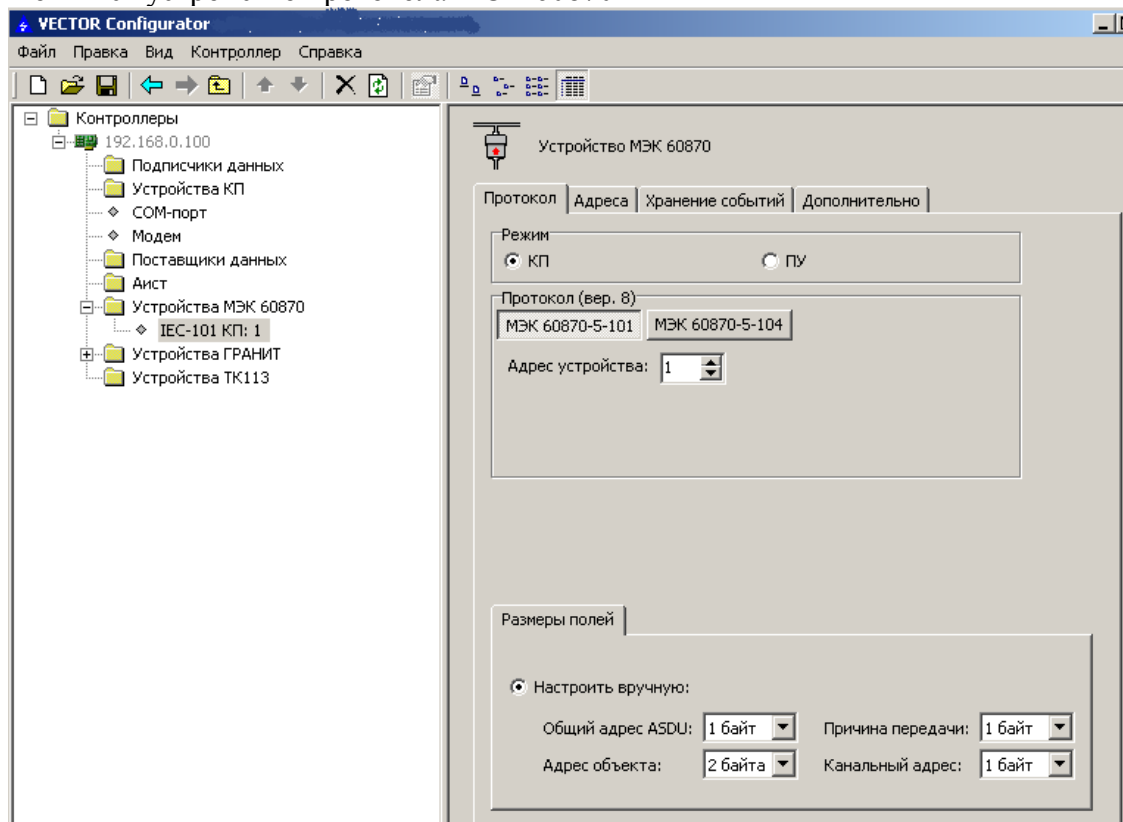 VECTOR Configurator
Файл Правка Вид Контроллер Справка
Контроллеры
192.168.0.100
Подписчики данных
Устройства КП
COM-порт
Модем
Поставщики данных
Аист
Устройства МЭК 60870
IEC-101 КП: 1
Устройства ГРАНИТ
Устройства ТК113
Устройство МЭК 60870
Протокол Адреса Хранение событий Дополнительно
Режим
КП ПУ
Протокол (вер. 8)
МЭК 60870-5-101 МЭК 60870-5-104
Адрес устройства: 1
Размеры полей
Настроить вручную:
Общий адрес ASDU: 1 байт Причина передачи: 1 байт
Адрес объекта: 2 байта Канальный адрес: 1 байт